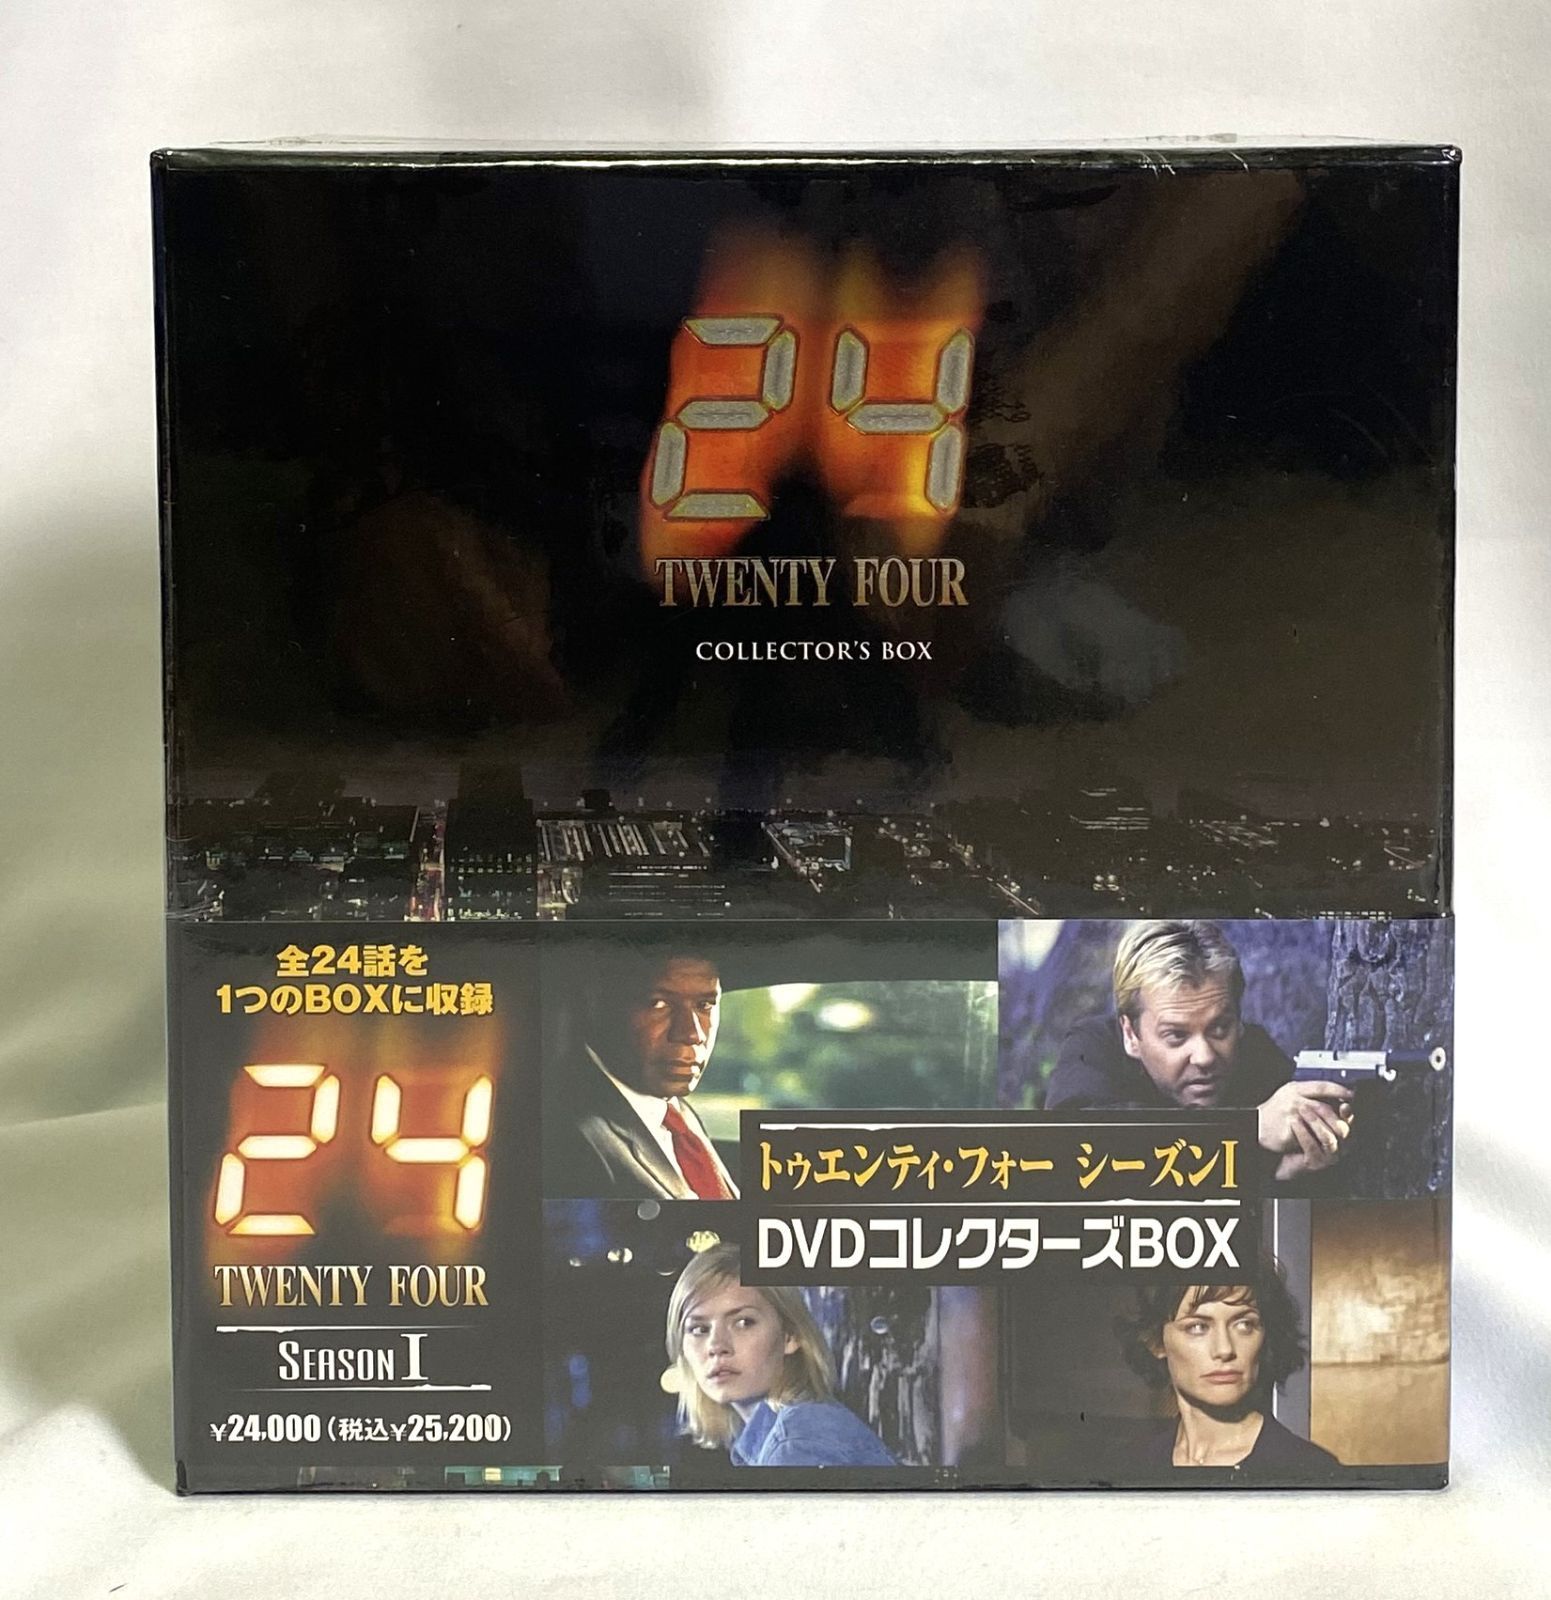 24
TWENTY FOUR
COLLECTOR'S BOX
全24話を
1つのBOXに収録
24
TWENTY FOUR
SEASON I
¥24,000(税込¥25,200)
トゥエンティ・フォー シーズンI
DVDコレクターズBOX